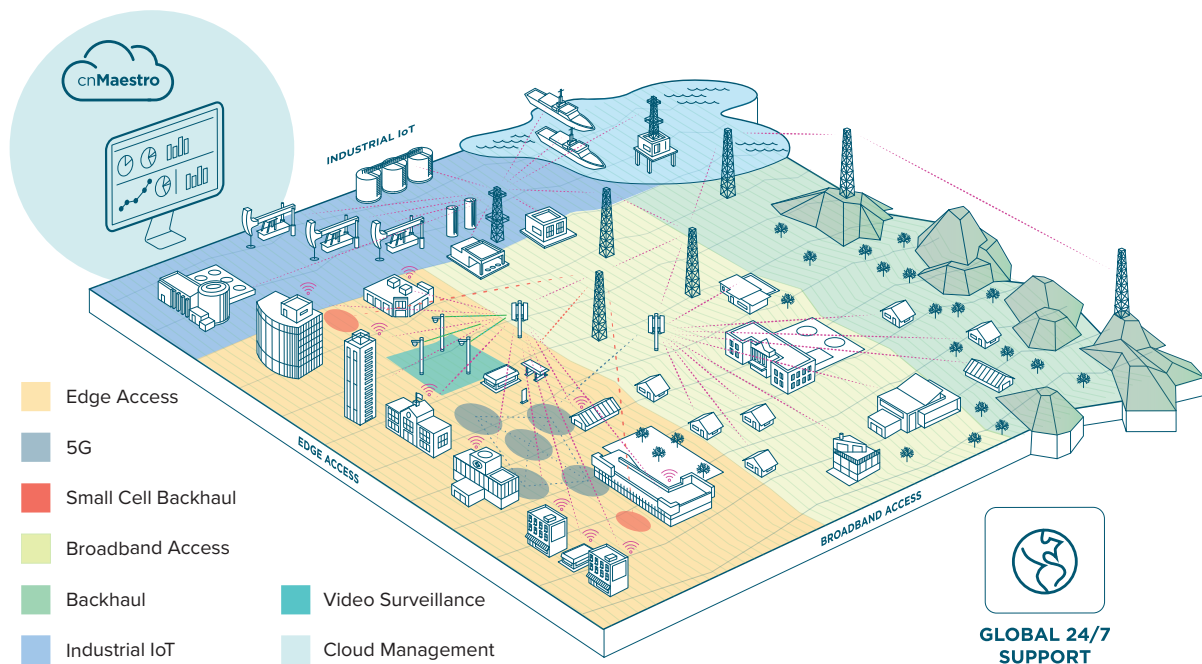 cnMaestro
INDUSTRIAL IoT
EDGE ACCESS
BROADBAND ACCESS
Edge Access
5G
Small Cell Backhaul
Broadband Access
Backhaul
Industrial IoT
Video Surveillance
Cloud Management
GLOBAL 24/7
SUPPORT